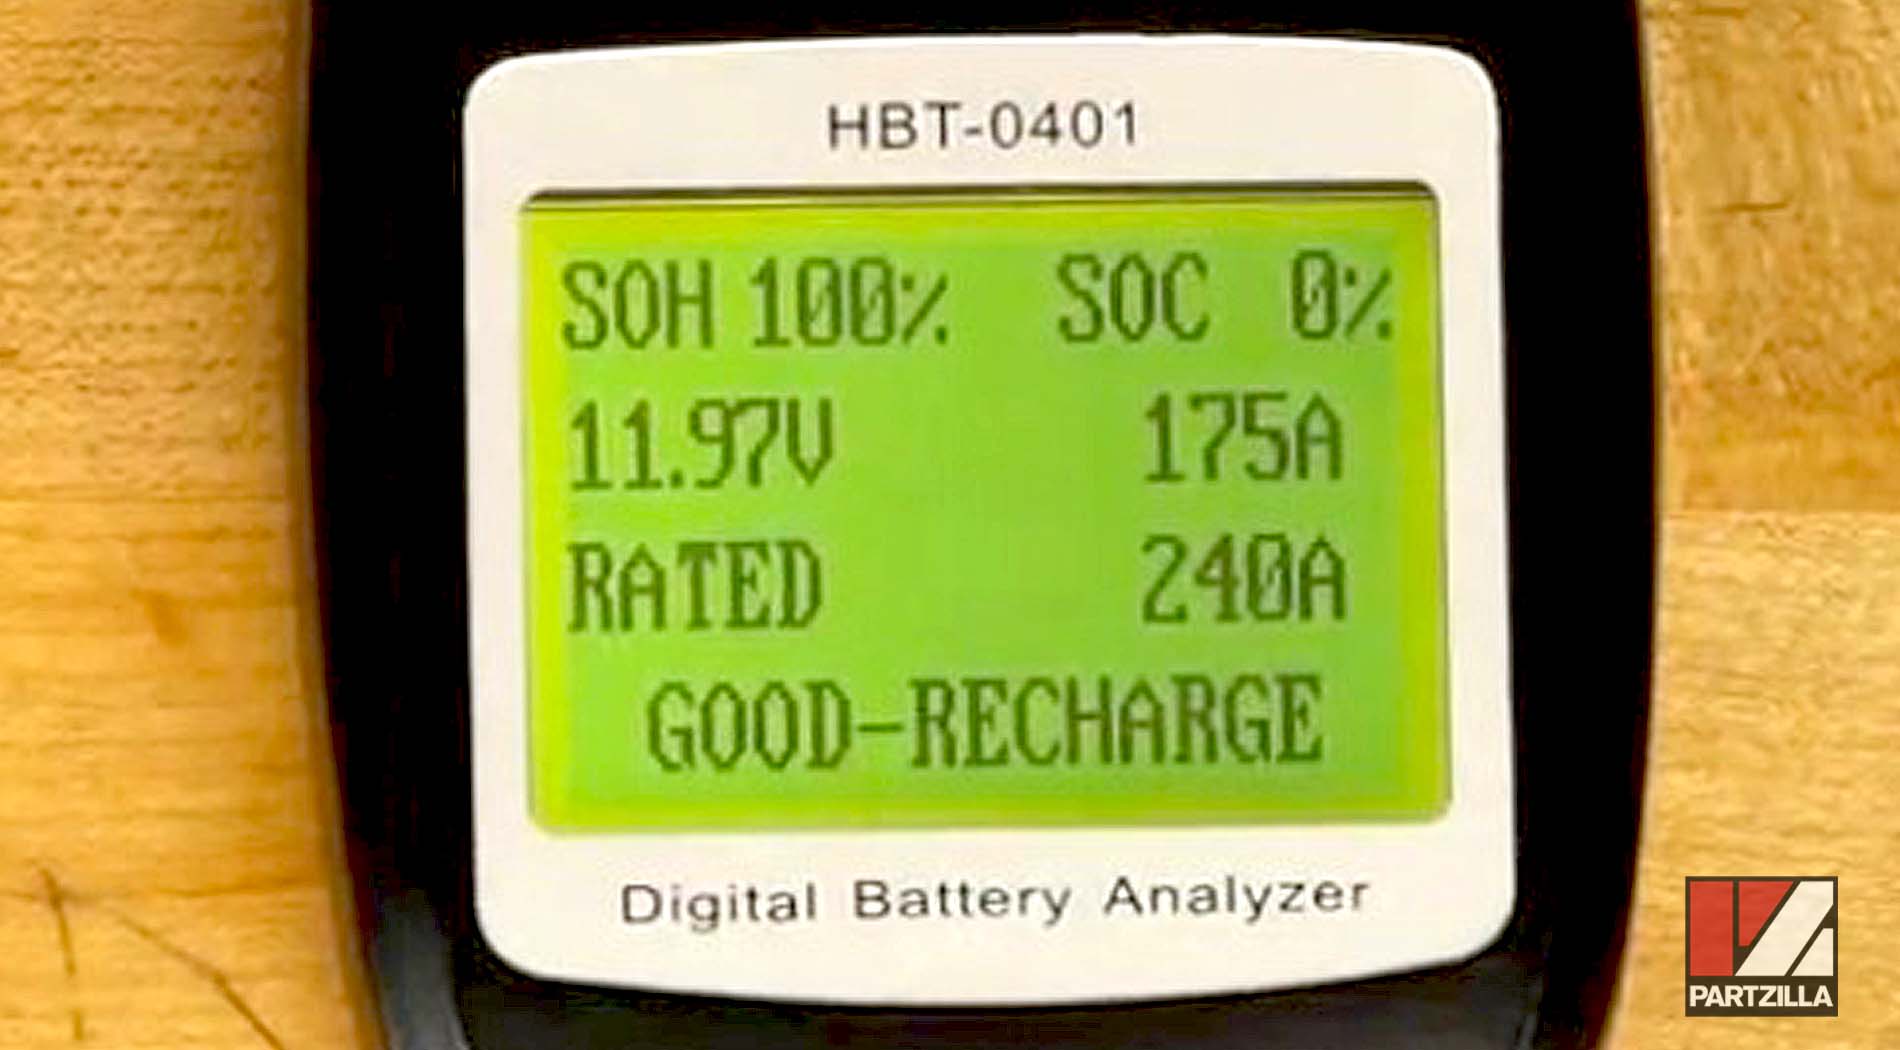 HBT-0401
SOH 100% SOC 0%
11.97V 175A
RATED 240A
GOOD-RECHARGE
Digital Battery Analyzer
PARTZILLA